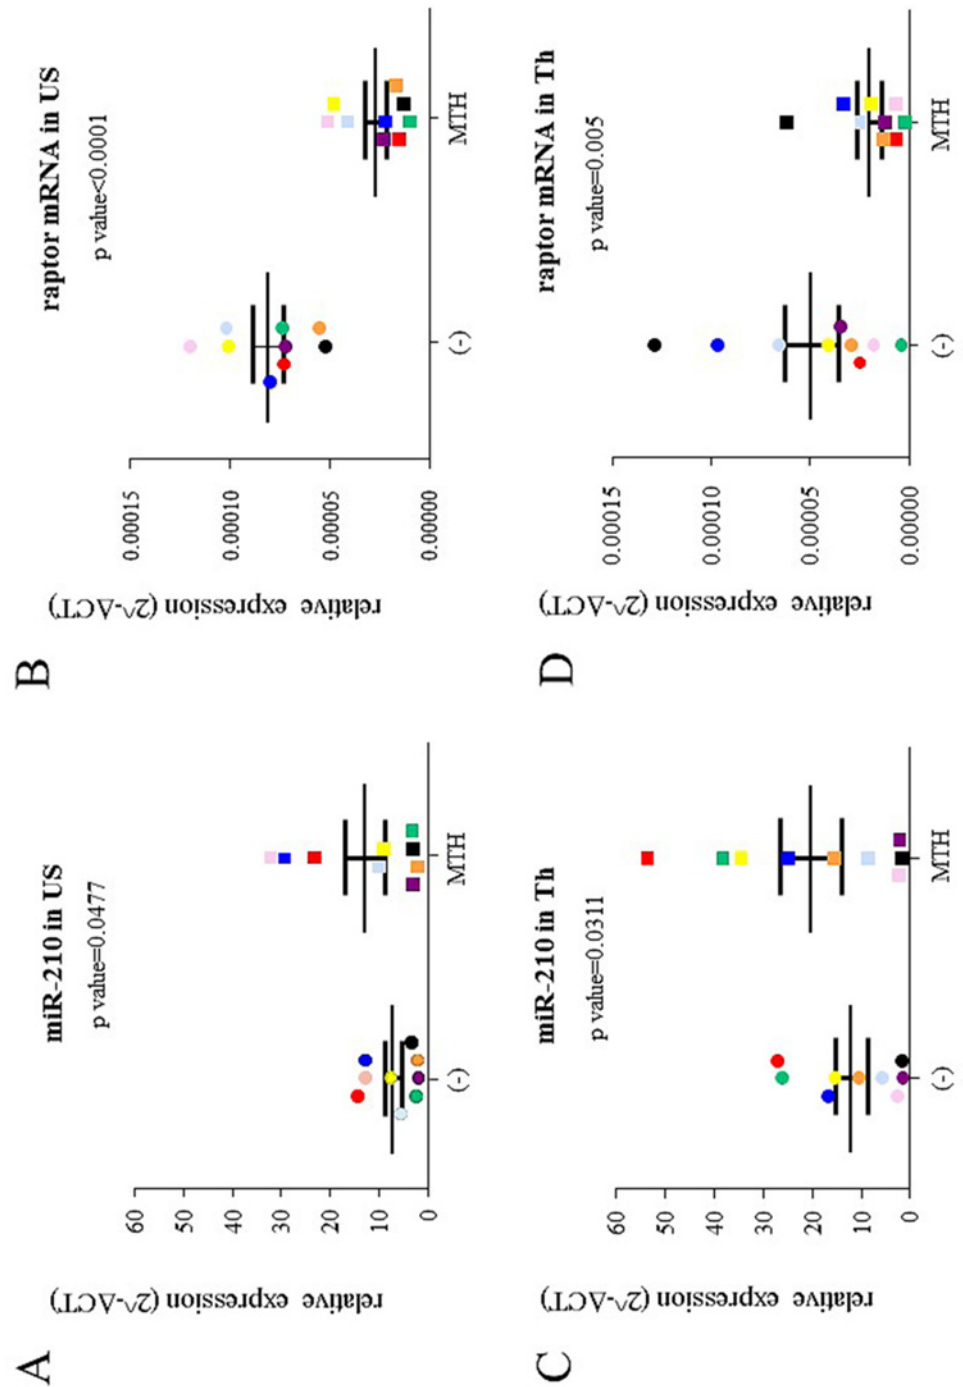 A
miR-210 in US
p value=0.0477
relative expression (2^-ΔCT)
60
50
40
30
20
10
0
(-)
MTH
B
raptor mRNA in US
p value<0.0001
relative expression (2^-ΔCT)
0.00015
0.00010
0.00005
0.00000
(-)
MTH
C
miR-210 in Th
p value=0.0311
relative expression (2^-ΔCT)
60
50
40
30
20
10
0
(-)
MTH
D
raptor mRNA in Th
p value=0.005
relative expression (2^-ΔCT)
0.00015
0.00010
0.00005
0.00000
(-)
MTH